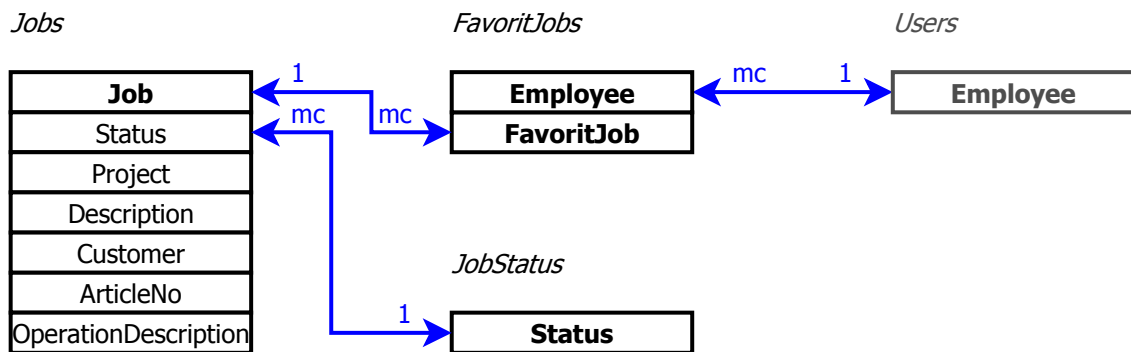 Jobs
FavoritJobs
Users
Job
Status
Project
Description
Customer
ArticleNo
OperationDescription
1
mc
mc
Employee
FavoritJob
mc
1
Employee
JobStatus
1
Status